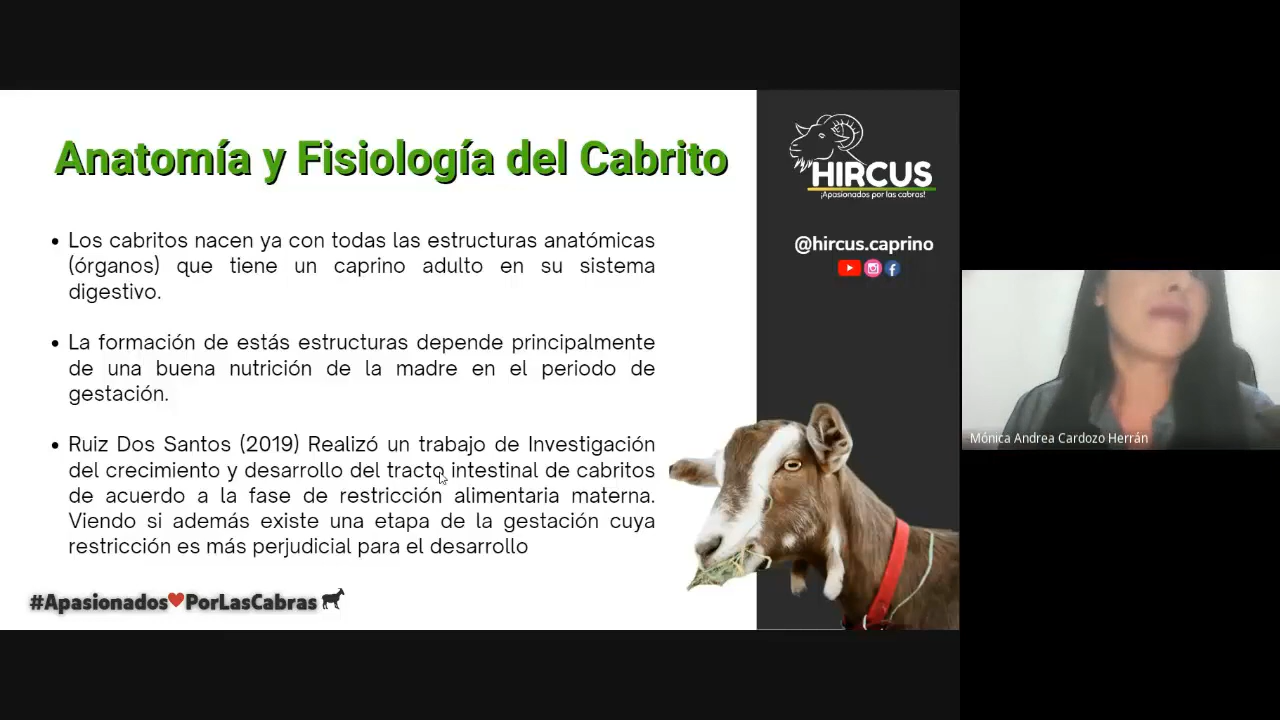 Anatomía y Fisiología del Cabrito
• Los cabritos nacen ya con todas las estructuras anatómicas
(órganos) que tiene un caprino adulto en su sistema
digestivo.
• La formación de estás estructuras depende principalmente
de una buena nutrición de la madre en el periodo de
gestación.
• Ruiz Dos Santos (2019) Realizó un trabajo de Investigación
del crecimiento y desarrollo del tracto intestinal de cabritos
de acuerdo a la fase de restricción alimentaria materna.
Viendo si además existe una etapa de la gestación cuya
restricción es más perjudicial para el desarrollo
#Apasionados❤PorLasCabras
HIRCUS
¡Apasionados por las cabras!
@hircus.caprino
Mónica Andrea Cardozo Herrán